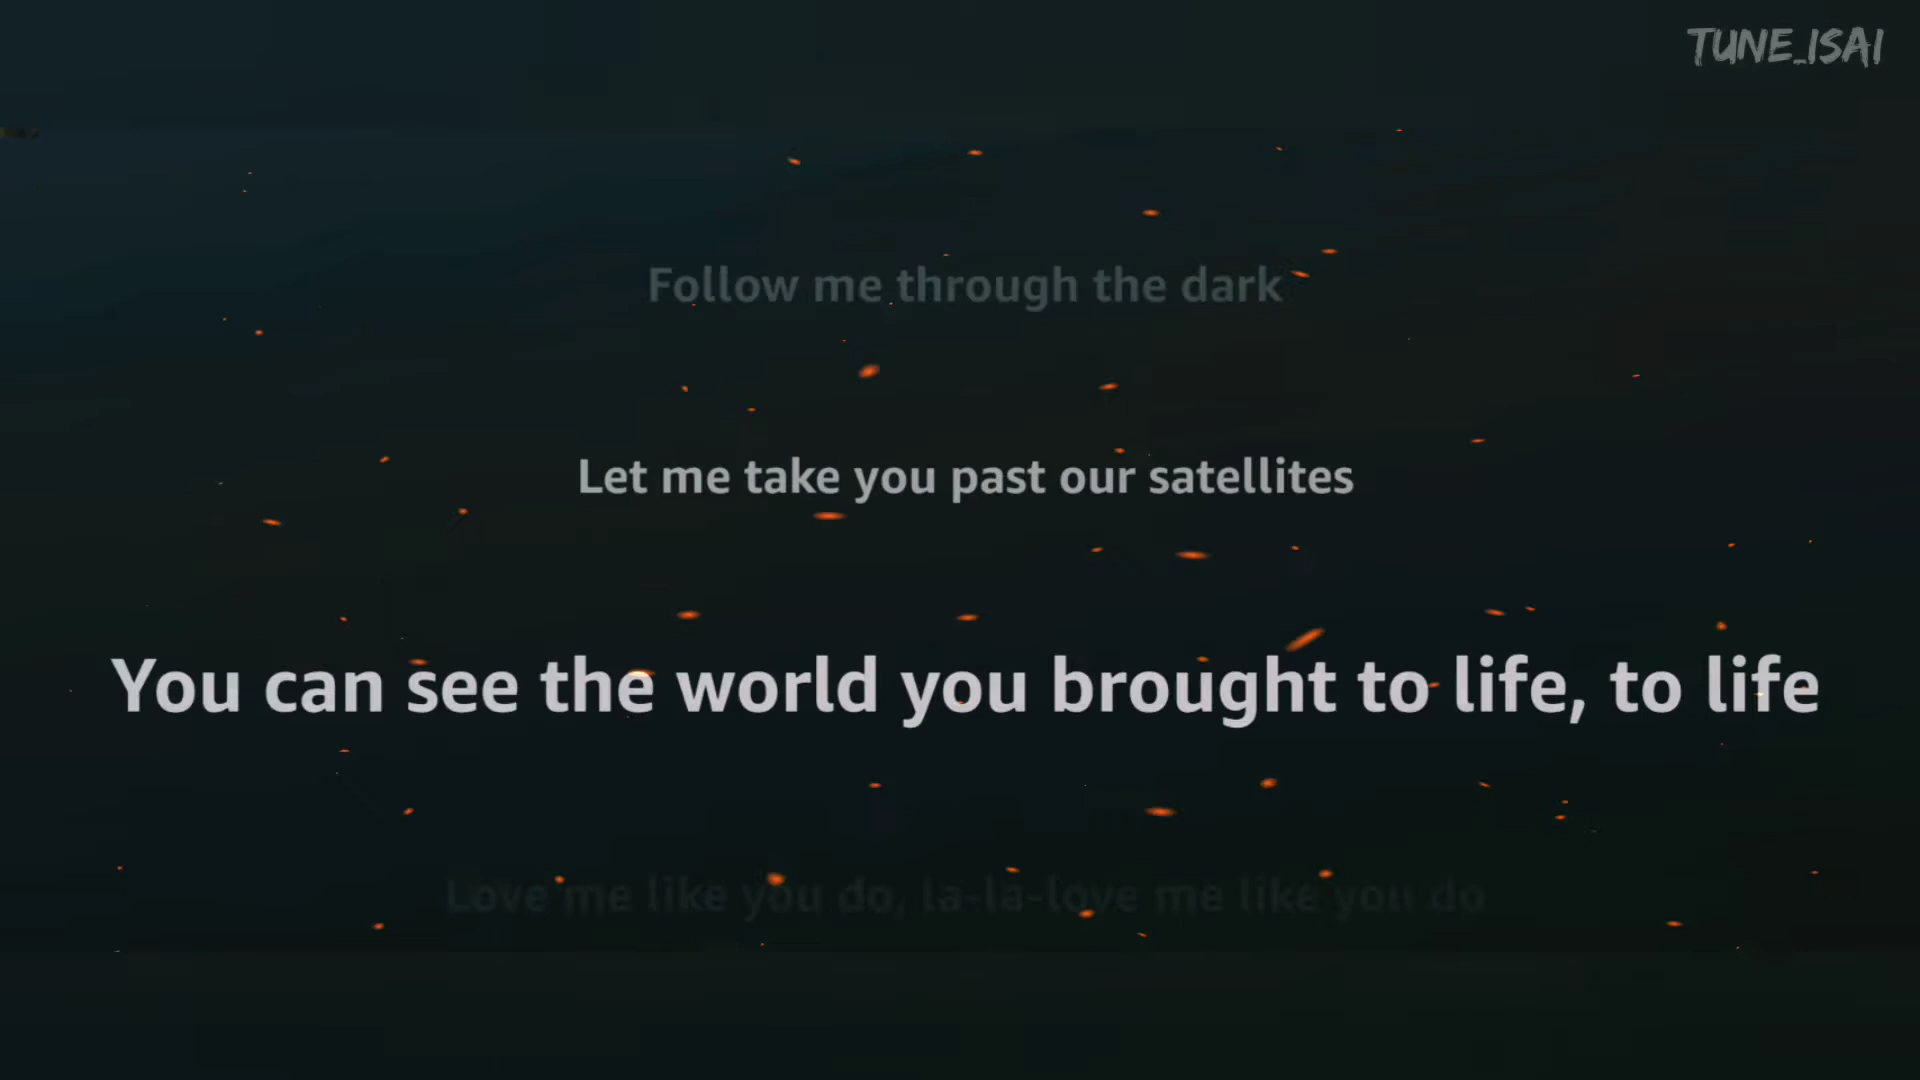 TUNE_ISAI
Follow me through the dark
Let me take you past our satellites
You can see the world you brought to life, to life
Love me like you do, la-la-love me like you do